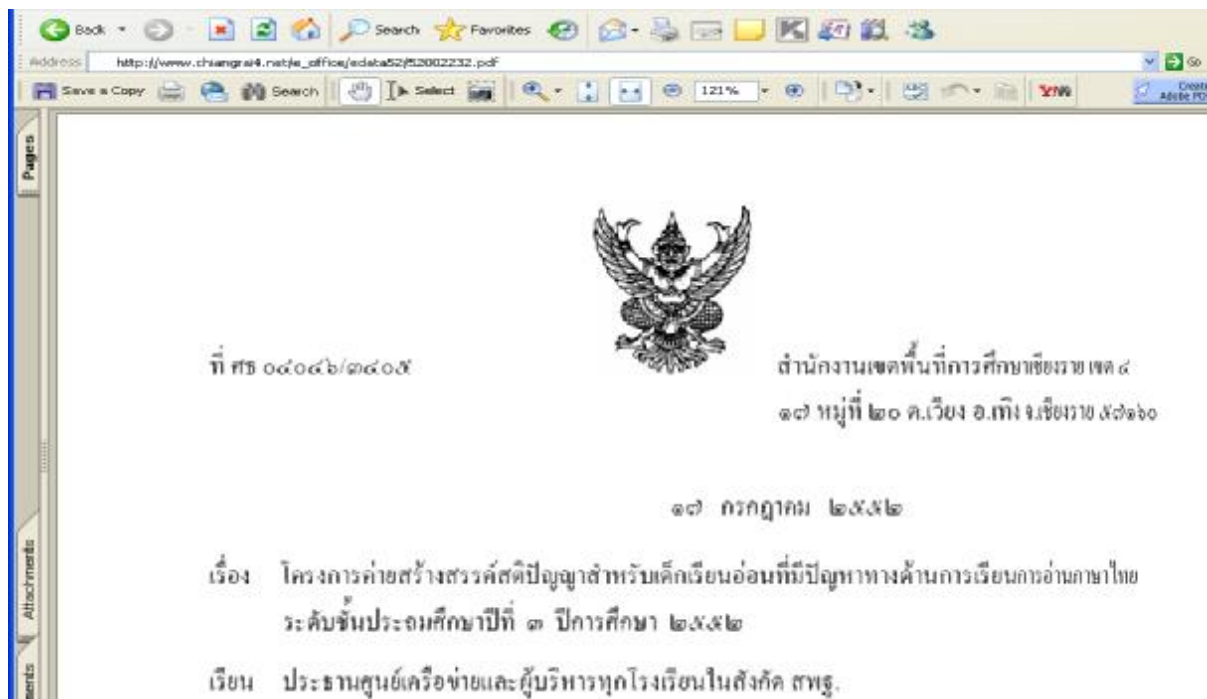 Back Search Favorites
Address http://www.chiangrai4.net/e_office/edata52/52002232.pdf Go
Save a Copy Search Select 121% Create Adobe PDF
Pages
ที่ ศธ ๐๔๐๔๖/๓๔๐๕ สำนักงานเขตพื้นที่การศึกษาเชียงราย เขต ๔
๑๗ หมู่ที่ ๒๐ ต.เวียง อ.เทิง จ.เชียงราย ๕๗๑๖๐
๑๗ กรกฎาคม ๒๕๕๒
เรื่อง โครงการค่ายสร้างสรรค์สติปัญญาสำหรับเด็กเรียนอ่อนที่มีปัญหาทางด้านการเรียนการอ่านภาษาไทย
Attachments
ระดับชั้นประถมศึกษาปีที่ ๓ ปีการศึกษา ๒๕๕๒
เรียน ประธานศูนย์เครือข่ายและผู้บริหารทุกโรงเรียนในสังกัด สพฐ.